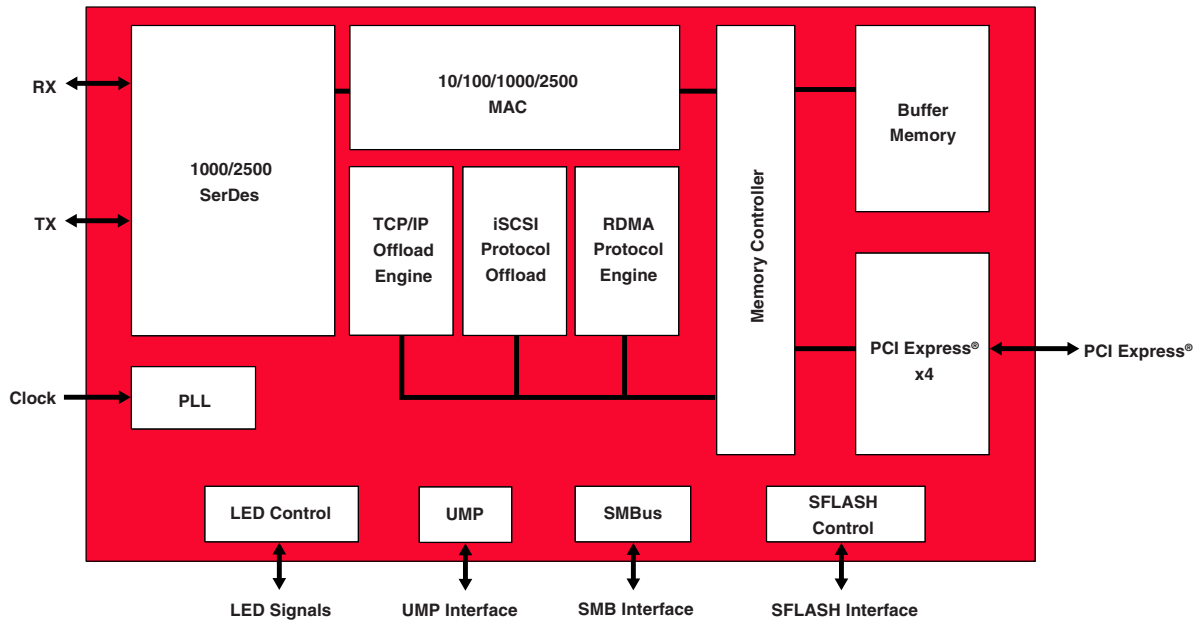 RX
TX
Clock
1000/2500
SerDes
10/100/1000/2500
MAC
TCP/IP
Offload
Engine
iSCSI
Protocol
Offload
RDMA
Protocol
Engine
Memory Controller
Buffer
Memory
PCI Express®
x4
PCI Express®
PLL
LED Control
UMP
SMBus
SFLASH
Control
LED Signals
UMP Interface
SMB Interface
SFLASH Interface